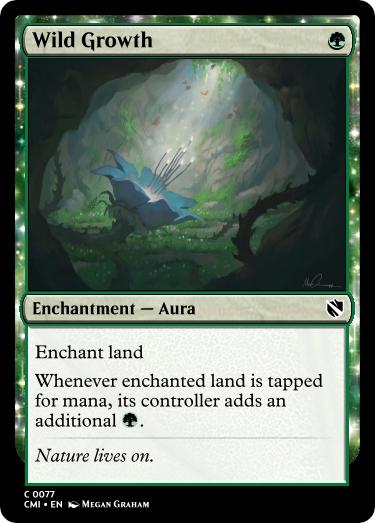 Wild Growth
Enchantment — Aura
Enchant land
Whenever enchanted land is tapped
for mana, its controller adds an
additional .
Nature lives on.
C 0077
CMI • EN MEGAN GRAHAM